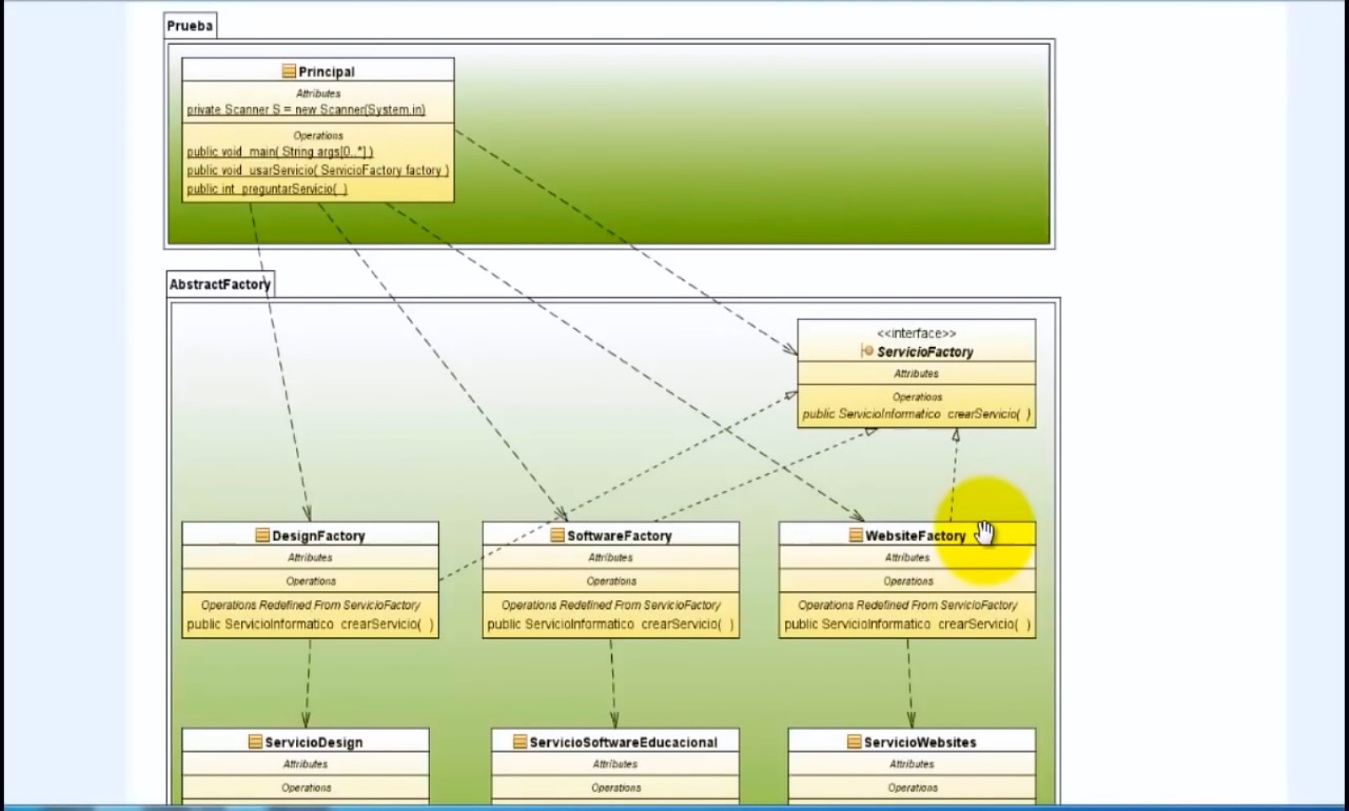 Prueba
Principal
Attributes
private Scanner S = new Scanner(System.in)
Operations
public void main( String args[0..*] )
public void usarServicio( ServicioFactory factory )
public int preguntarServicio( )
AbstractFactory
<<interface>>
ServicioFactory
Attributes
Operations
public ServicioInformatico crearServicio( )
DesignFactory
Attributes
Operations
Operations Redefined From ServicioFactory
public ServicioInformatico crearServicio( )
SoftwareFactory
Attributes
Operations
Operations Redefined From ServicioFactory
public ServicioInformatico crearServicio( )
WebsiteFactory
Attributes
Operations
Operations Redefined From ServicioFactory
public ServicioInformatico crearServicio( )
ServicioDesign
Attributes
Operations
ServicioSoftwareEducacional
Attributes
Operations
ServicioWebsites
Attributes
Operations